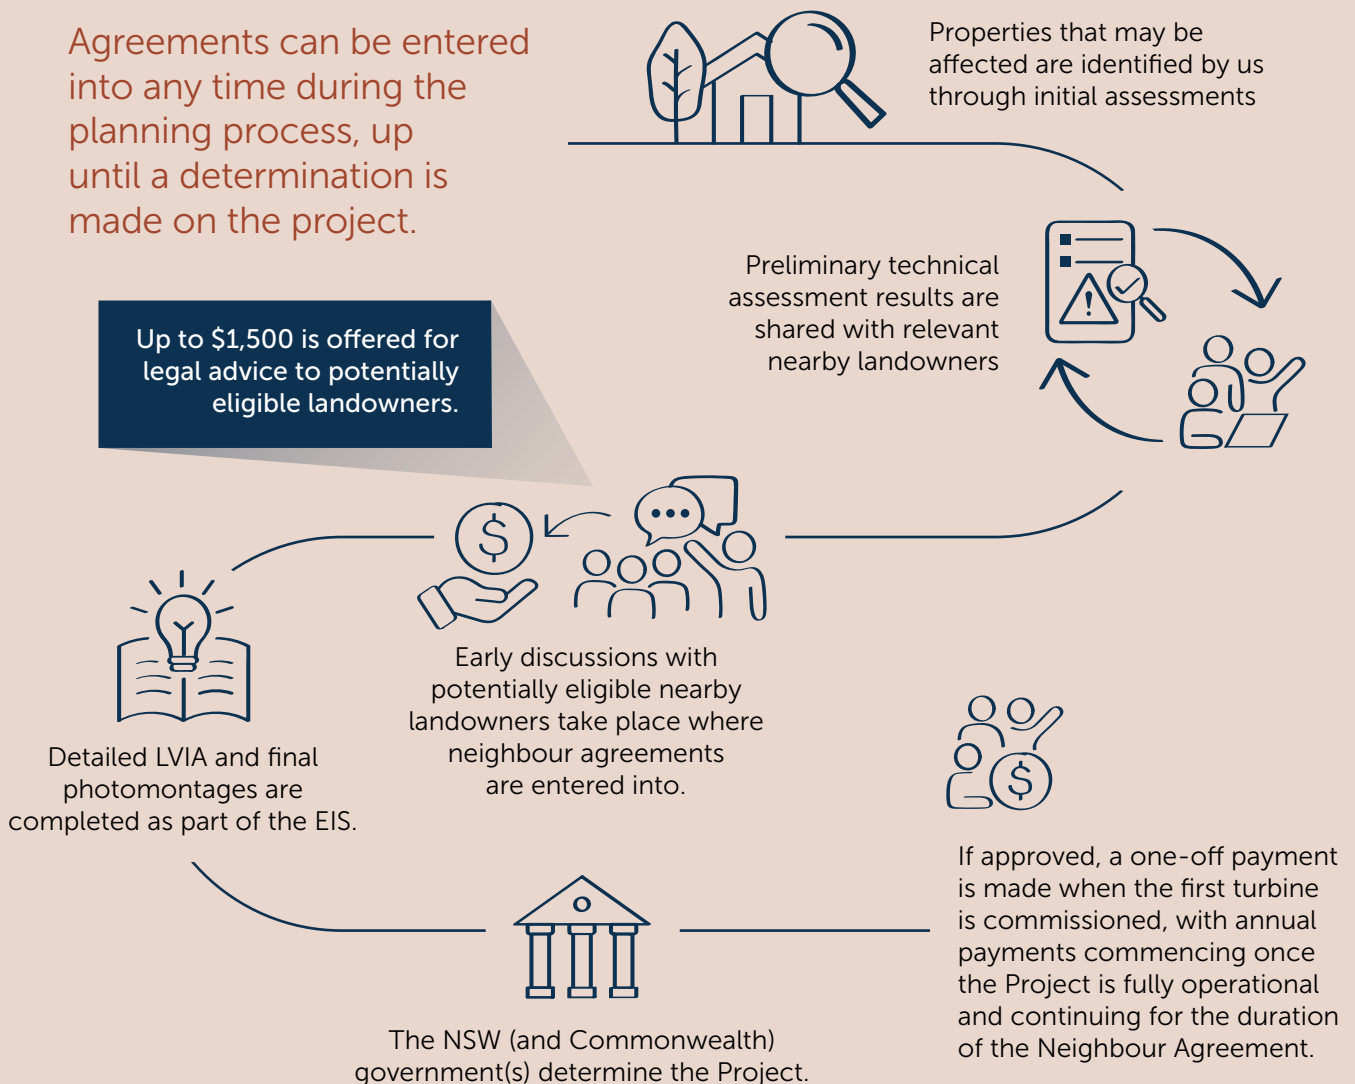 Agreements can be entered
into any time during the
planning process, up
until a determination is
made on the project.
Properties that may be
affected are identified by us
through initial assessments
Preliminary technical
assessment results are
shared with relevant
nearby landowners
Up to $1,500 is offered for
legal advice to potentially
eligible landowners.
$
Early discussions with
potentially eligible nearby
landowners take place where
neighbour agreements
are entered into.
Detailed LVIA and final
photomontages are
completed as part of the EIS.
The NSW (and Commonwealth)
government(s) determine the Project.
$
If approved, a one-off payment
is made when the first turbine
is commissioned, with annual
payments commencing once
the Project is fully operational
and continuing for the duration
of the Neighbour Agreement.